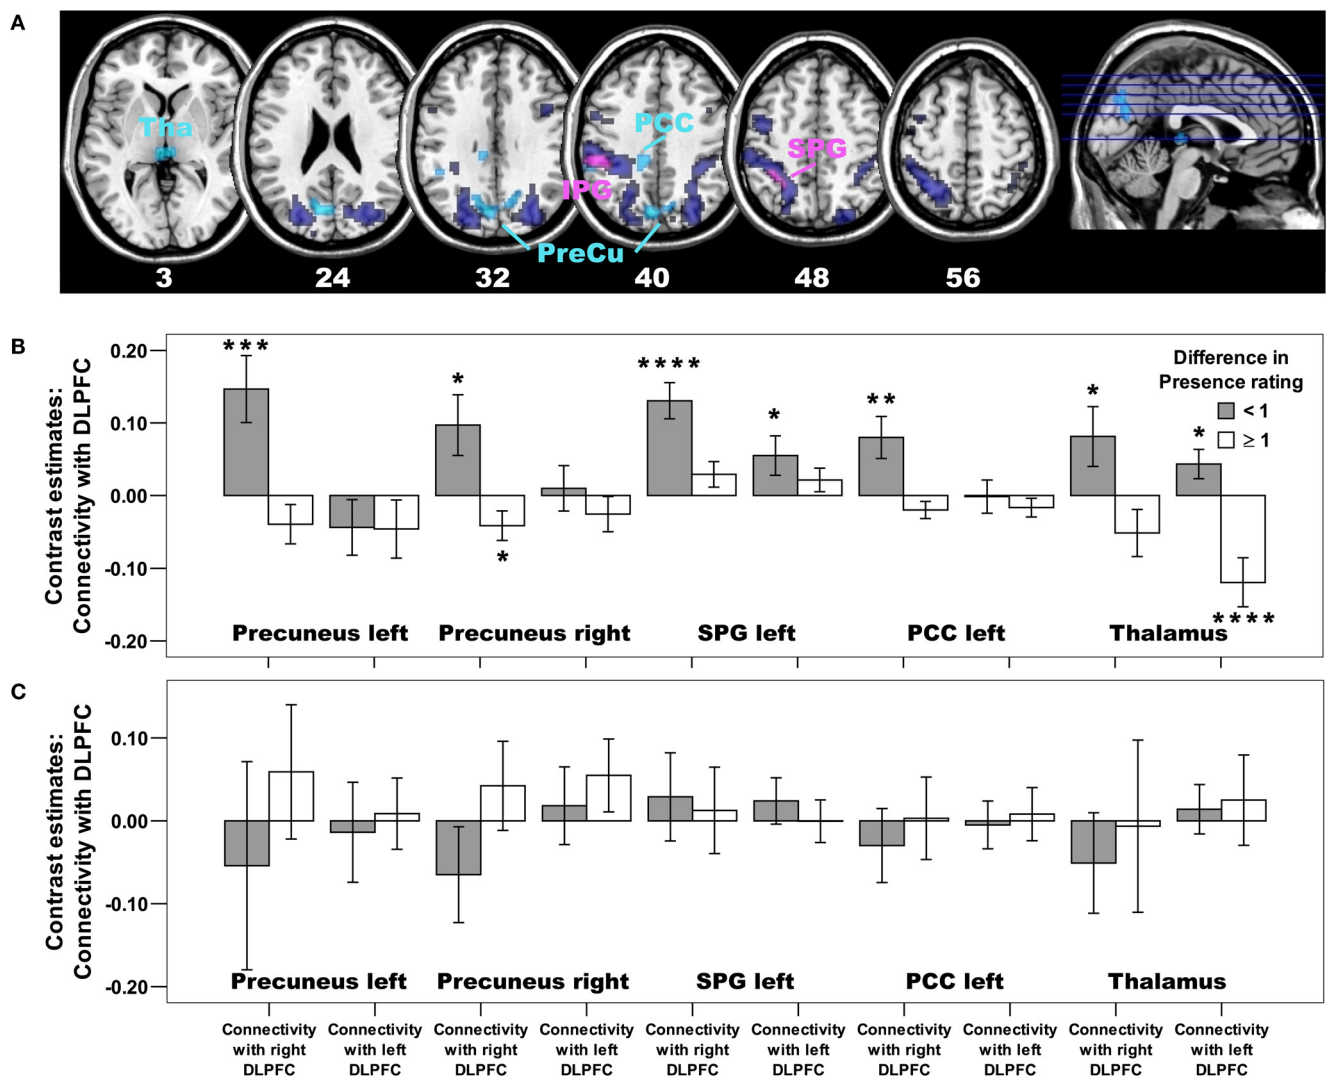 A
Tha
PCC
SPG
IPG
PreCu
3 24 32 40 48 56
B
Contrast estimates:
Connectivity with DLPFC
0.20
0.10
0.00
-0.10
-0.20
*** * **** * ** * *
* ****
Difference in
Presence rating
< 1
≥ 1
Precuneus left Precuneus right SPG left PCC left Thalamus
C
Contrast estimates:
Connectivity with DLPFC
0.10
0.00
-0.10
-0.20
Precuneus left Precuneus right SPG left PCC left Thalamus
Connectivity Connectivity Connectivity Connectivity Connectivity Connectivity Connectivity Connectivity Connectivity Connectivity
with right with left with right with left with right with left with right with left with right with left
DLPFC DLPFC DLPFC DLPFC DLPFC DLPFC DLPFC DLPFC DLPFC DLPFC